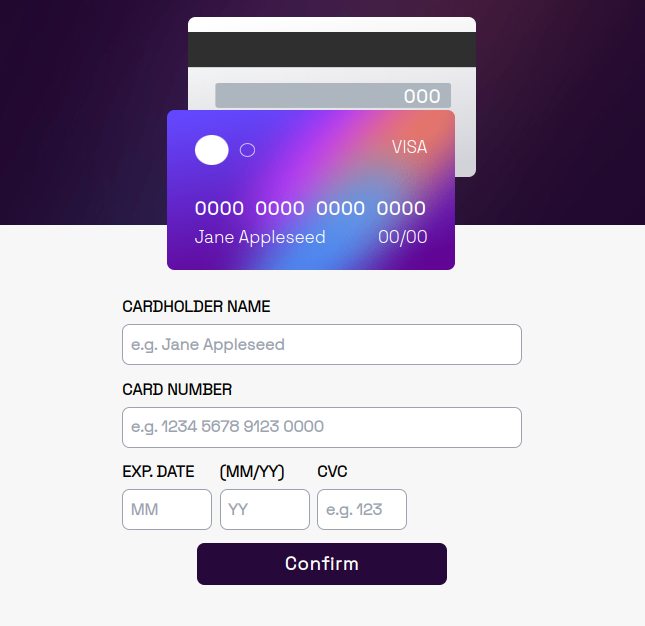 000
VISA
0000 0000 0000 0000
Jane Appleseed 00/00
CARDHOLDER NAME
e.g. Jane Appleseed
CARD NUMBER
e.g. 1234 5678 9123 0000
EXP. DATE (MM/YY) CVC
MM YY e.g. 123
Confirm